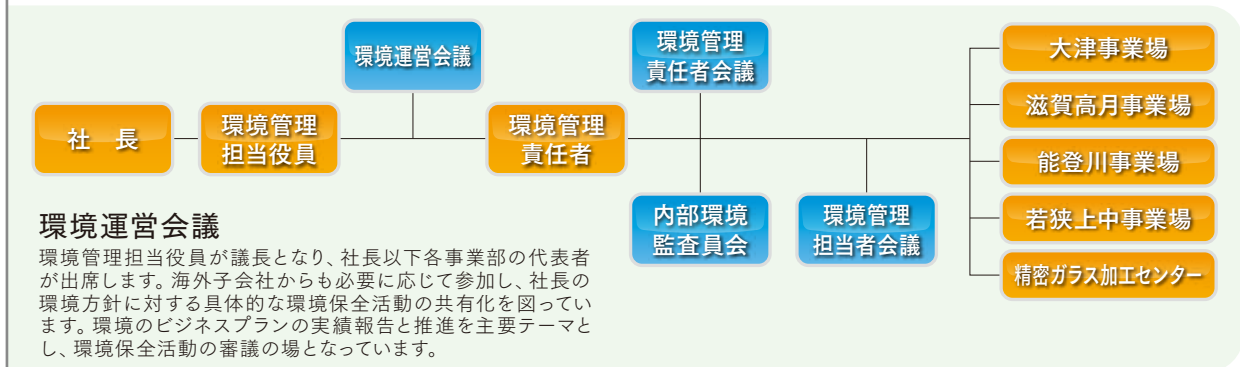 環境運営会議
環境管理
責任者会議
社　長
環境管理
担当役員
環境管理
責任者
内部環境
監査員会
環境管理
担当者会議
大津事業場
滋賀高月事業場
能登川事業場
若狭上中事業場
精密ガラス加工センター
環境運営会議
環境管理担当役員が議長となり、社長以下各事業部の代表者
が出席します。海外子会社からも必要に応じて参加し、社長の
環境方針に対する具体的な環境保全活動の共有化を図ってい
ます。環境のビジネスプランの実績報告と推進を主要テーマと
し、環境保全活動の審議の場となっています。